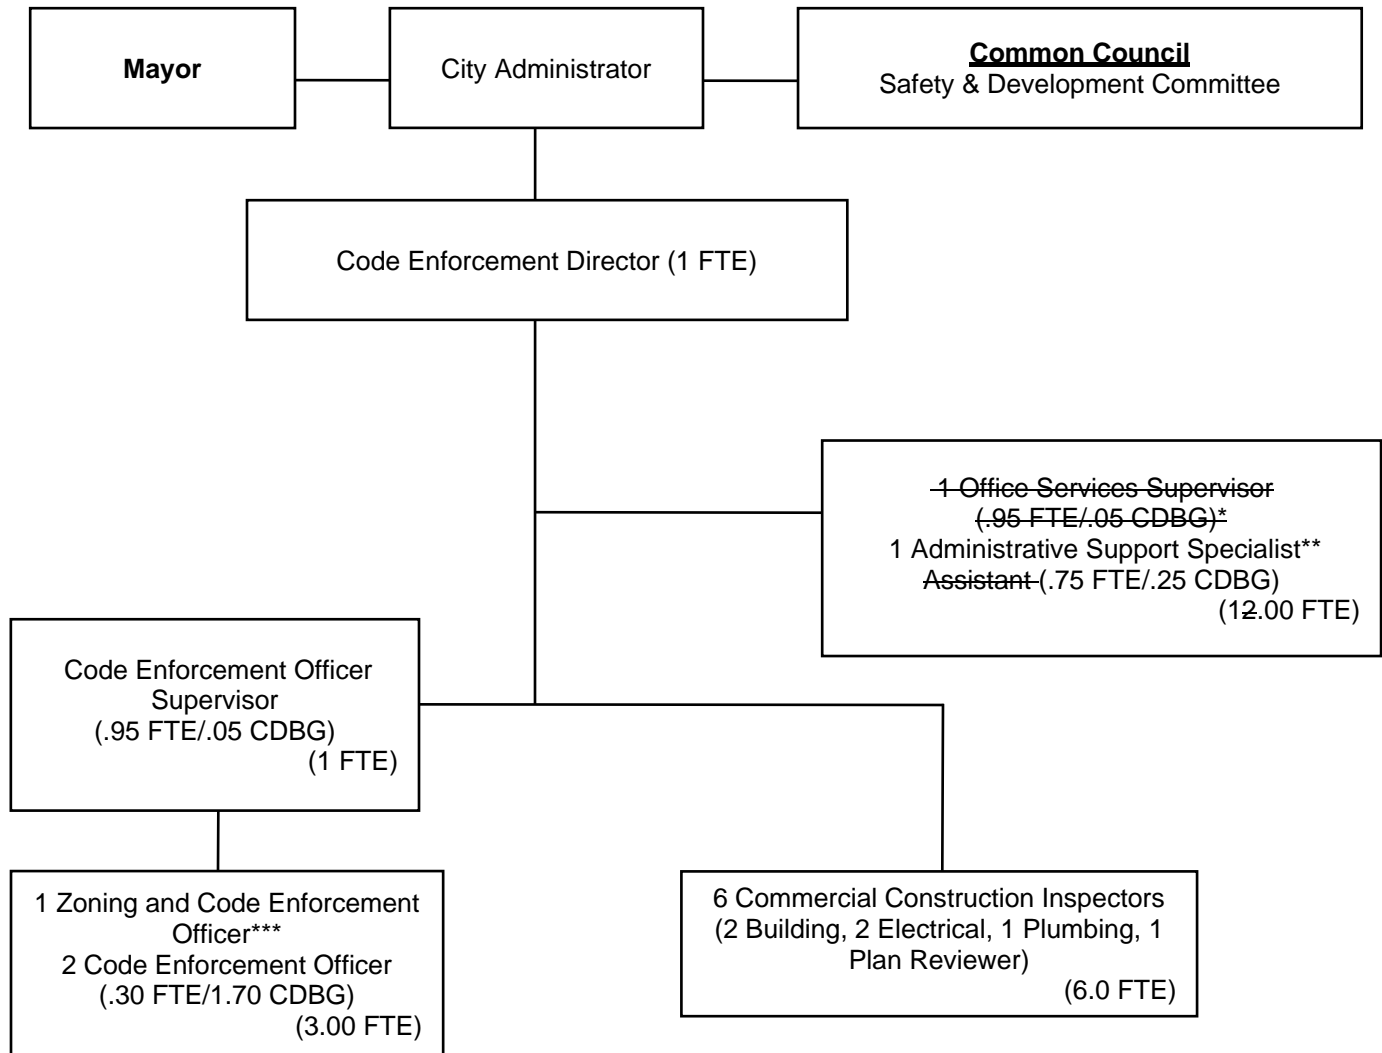 Mayor
City Administrator
Common Council
Safety & Development Committee
Code Enforcement Director (1 FTE)
1 Office Services Supervisor
(.95 FTE/.05 CDBG)*
1 Administrative Support Specialist**
Assistant (.75 FTE/.25 CDBG)
(12.00 FTE)
Code Enforcement Officer
Supervisor
(.95 FTE/.05 CDBG)
(1 FTE)
1 Zoning and Code Enforcement
Officer***
2 Code Enforcement Officer
(.30 FTE/1.70 CDBG)
(3.00 FTE)
6 Commercial Construction Inspectors
(2 Building, 2 Electrical, 1 Plumbing, 1
Plan Reviewer)
(6.0 FTE)